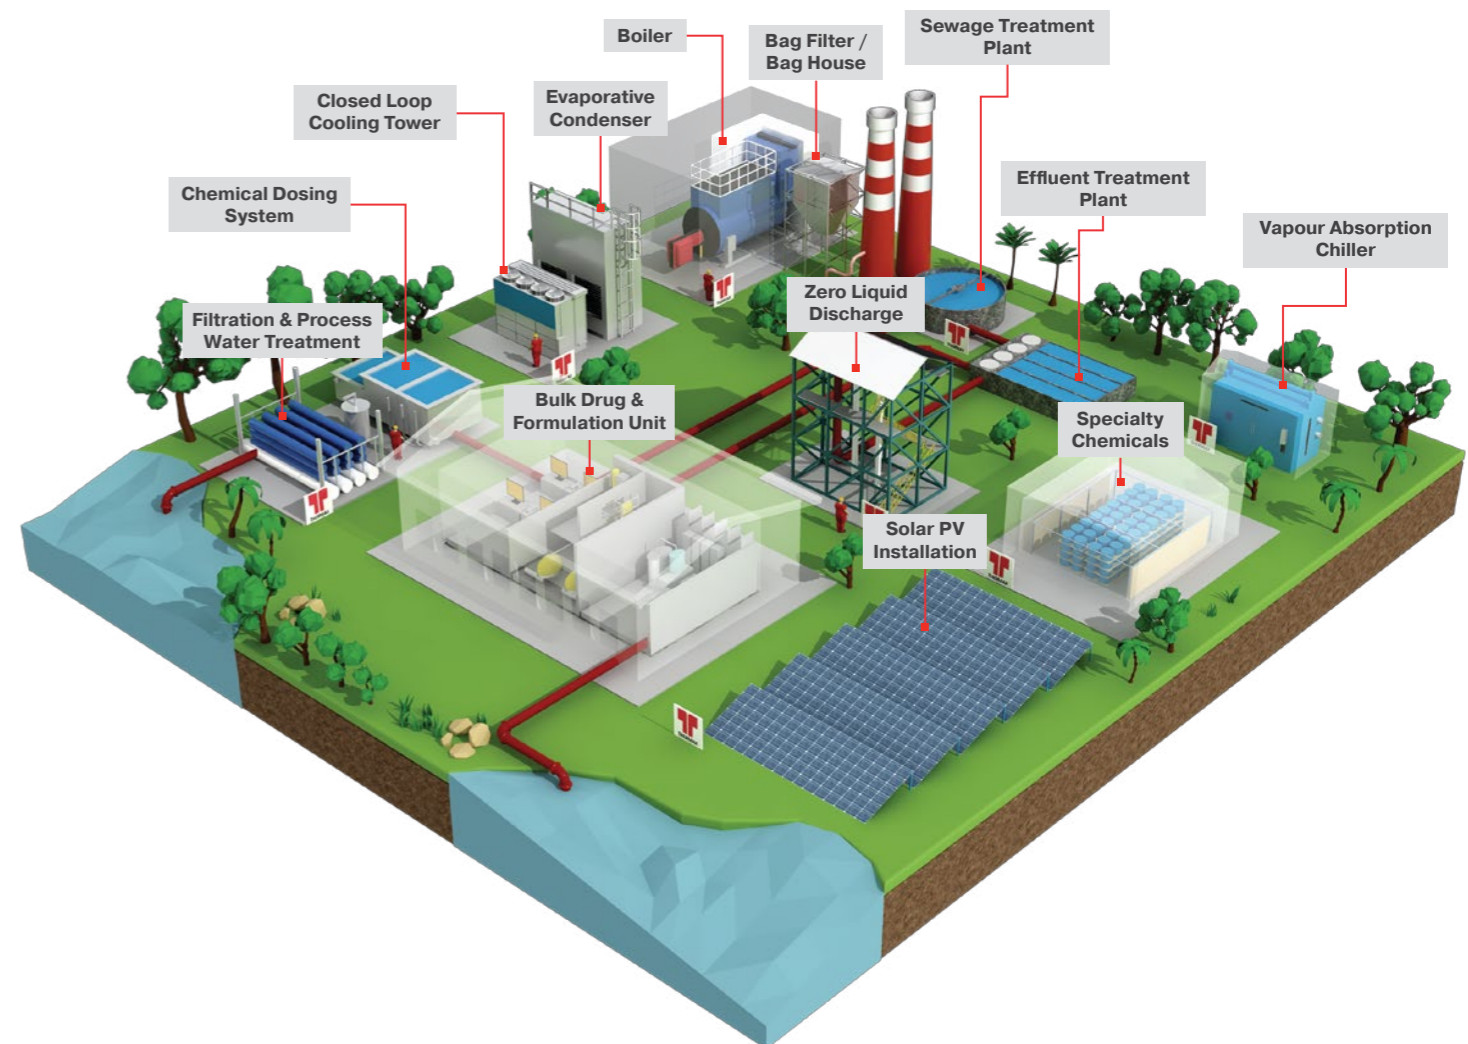 Sewage Treatment
Plant
Boiler
Bag Filter /
Bag House
Closed Loop
Cooling Tower
Evaporative
Condenser
Chemical Dosing
System
Effluent Treatment
Plant
Vapour Absorption
Chiller
Zero Liquid
Discharge
Filtration & Process
Water Treatment
Bulk Drug &
Formulation Unit
Specialty
Chemicals
Solar PV
Installation